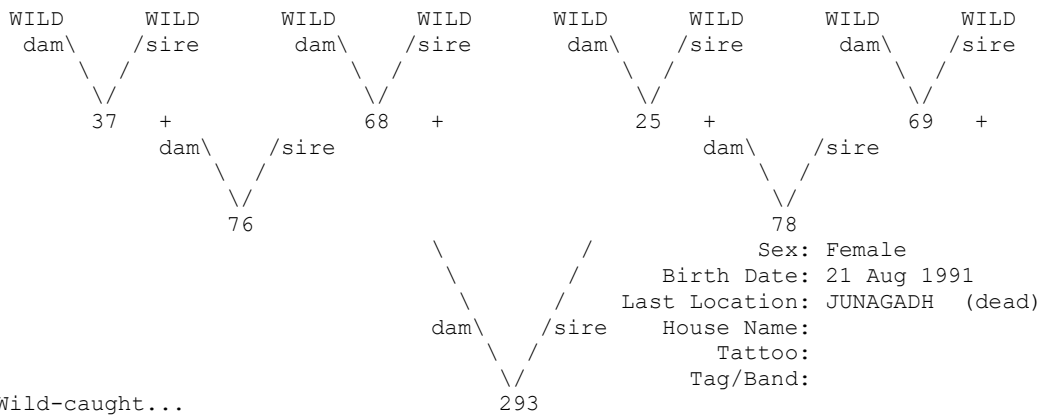 WILD WILD WILD WILD WILD WILD WILD WILD
dam\ /sire dam\ /sire dam\ /sire dam\ /sire
\ / \ / \ / \ /
\/ \/ \/ \/
37 + 68 + 25 + 69 +
dam\ /sire dam\ /sire
\ / \ /
\/ \/
76 78
\ / Sex: Female
\ / Birth Date: 21 Aug 1991
\ / Last Location: JUNAGADH (dead)
dam\ /sire House Name:
\ / Tattoo:
\/ Tag/Band:
Wild-caught... 293